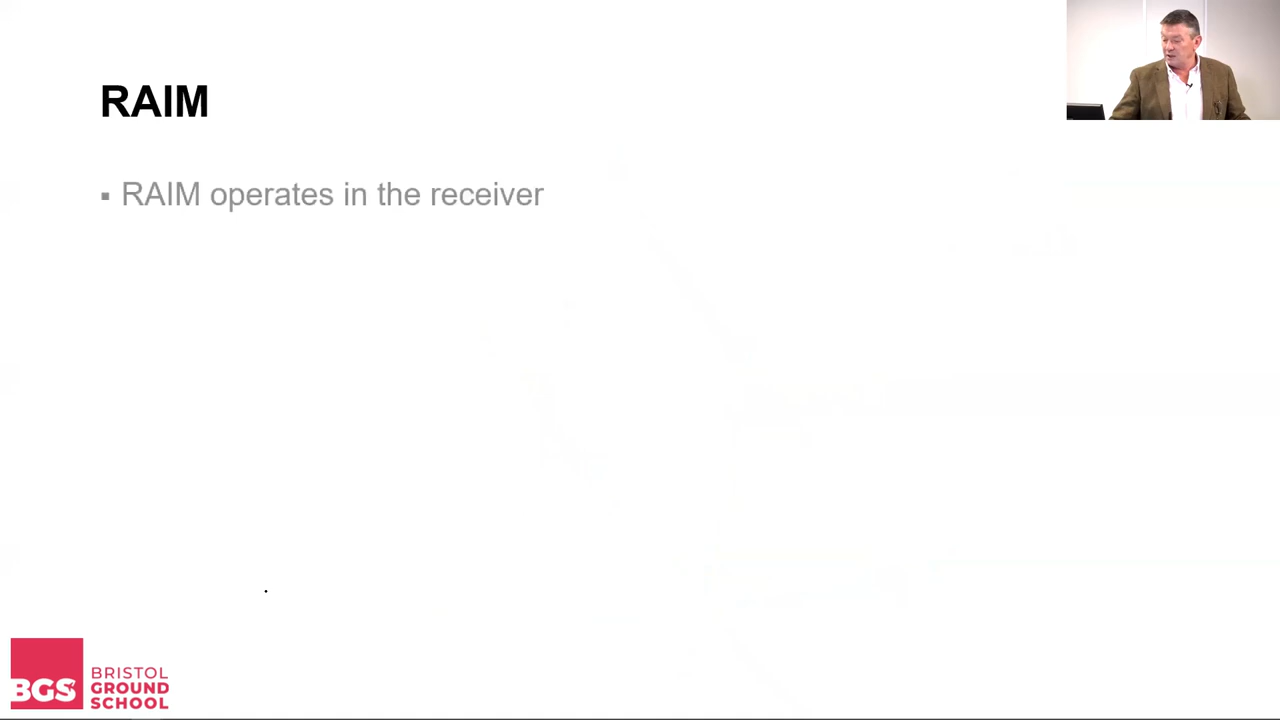 RAIM
▪ RAIM operates in the receiver
BGS
BRISTOL
GROUND
SCHOOL